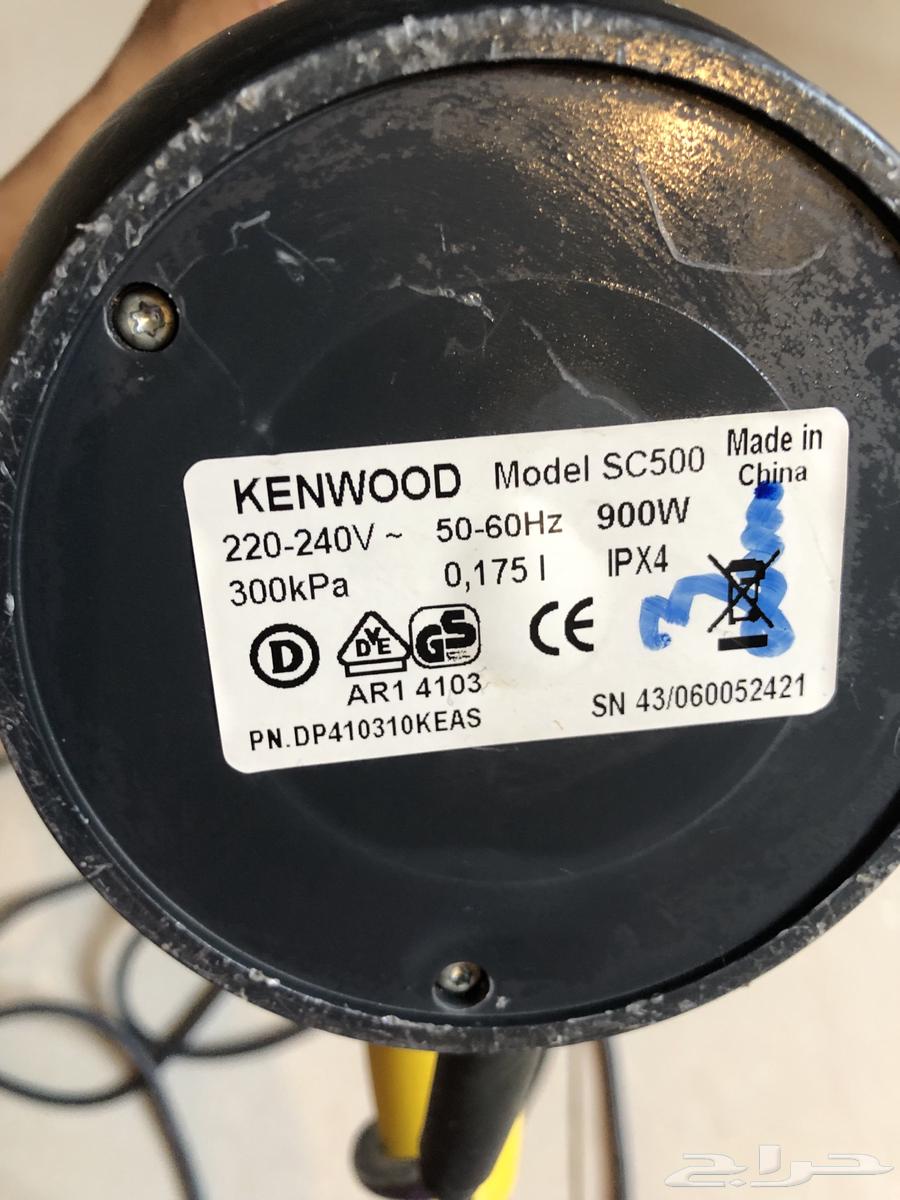 KENWOOD Model SC500 Made in China
220-240V ~ 50-60Hz 900W
300kPa 0,175 l IPX4
D VDE GS CE
AR1 4103
PN.DP410310KEAS SN 43/060052421
حراج